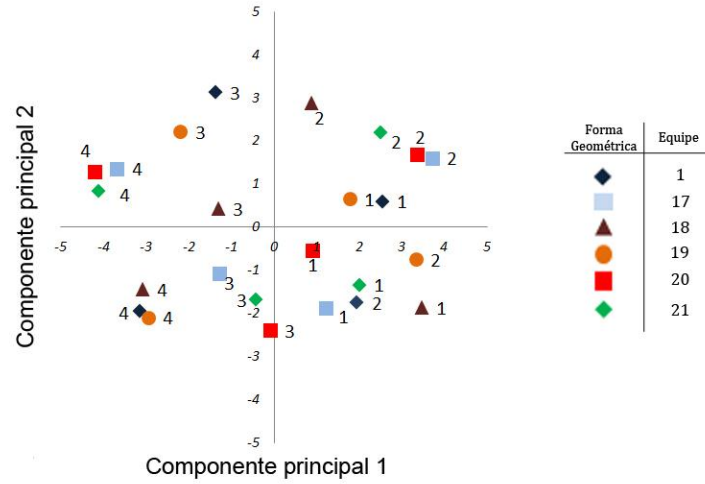 5
4
3 3
2 2 2
4 3 2 2
4 1
4 3 1 1
0
-5 -4 -3 -2 -1 0 1 2 3 4 5
1 2
-1 1
4 3 3 2 1
4 4 -2 1
3
-3
-4
-5
Componente principal 2
Componente principal 1
Forma Equipe
Geométrica
1
17
18
19
20
21